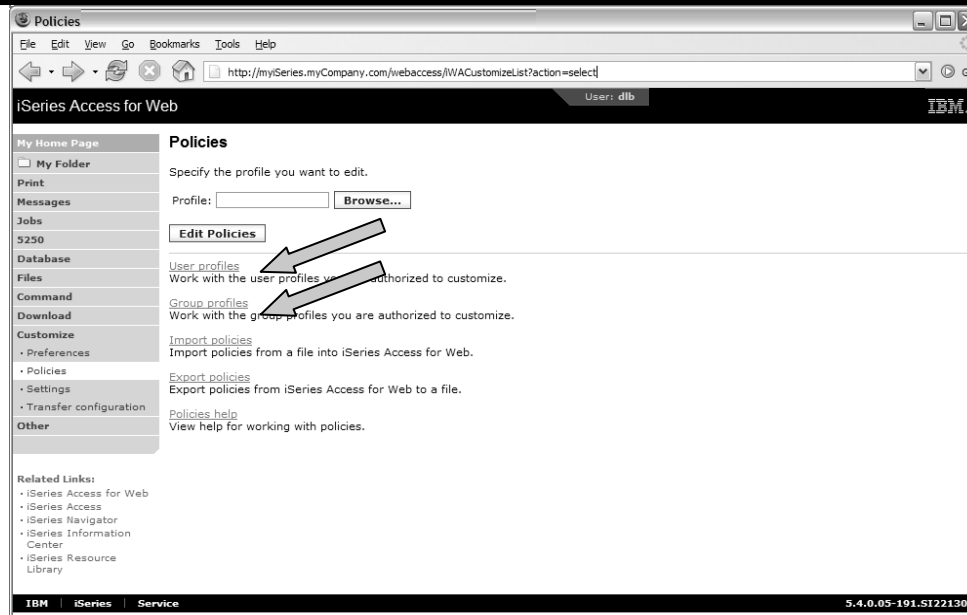 Policies
File Edit View Go Bookmarks Tools Help
http://myiSeries.myCompany.com/webaccess/iWACustomizeList?action=select
iSeries Access for Web
User: dlb
IBM
My Home Page
My Folder
Print
Messages
Jobs
5250
Database
Files
Command
Download
Customize
• Preferences
• Policies
• Settings
• Transfer configuration
Other
Related Links:
• iSeries Access for Web
• iSeries Access
• iSeries Navigator
• iSeries Information
Center
• iSeries Resource
Library
Policies
Specify the profile you want to edit.
Profile: Browse...
Edit Policies
User profiles
Work with the user profiles authorized to customize.
Group profiles
Work with the group profiles you are authorized to customize.
Import policies
Import policies from a file into iSeries Access for Web.
Export policies
Export policies from iSeries Access for Web to a file.
Policies help
View help for working with policies.
IBM | iSeries | Service
5.4.0.05-191.SI22130